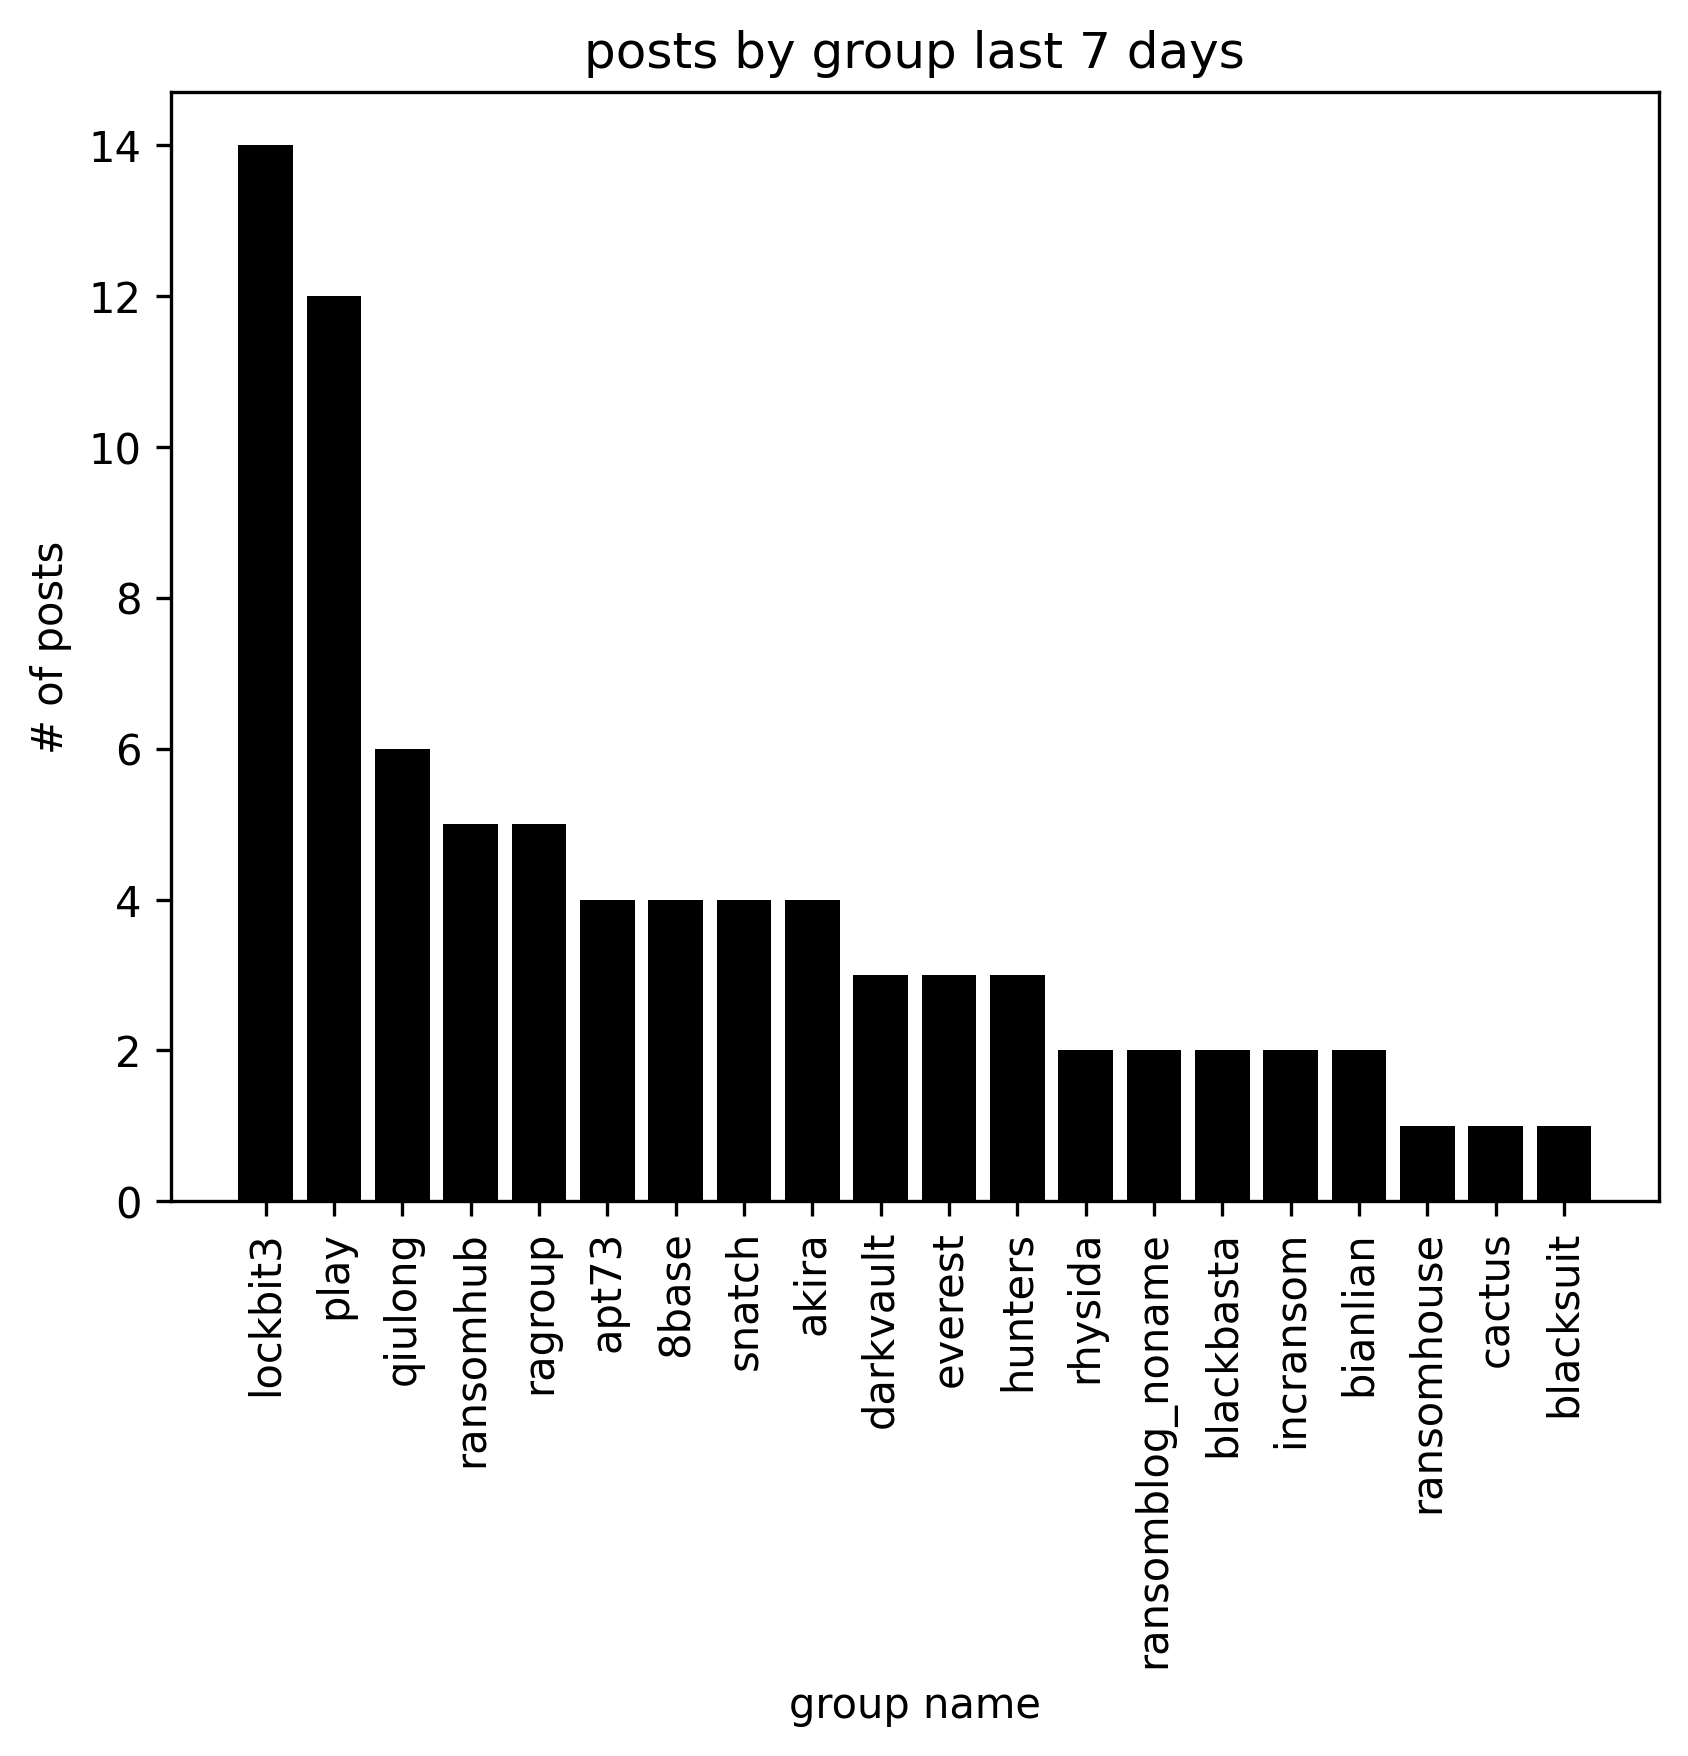 posts by group last 7 days
# of posts
14
12
10
8
6
4
2
0
lockbit3
play
qiulong
ransomhub
ragroup
apt73
8base
snatch
akira
darkvault
everest
hunters
rhysida
ransomblog_noname
blackbasta
incransom
bianlian
ransomhouse
cactus
blacksuit
group name